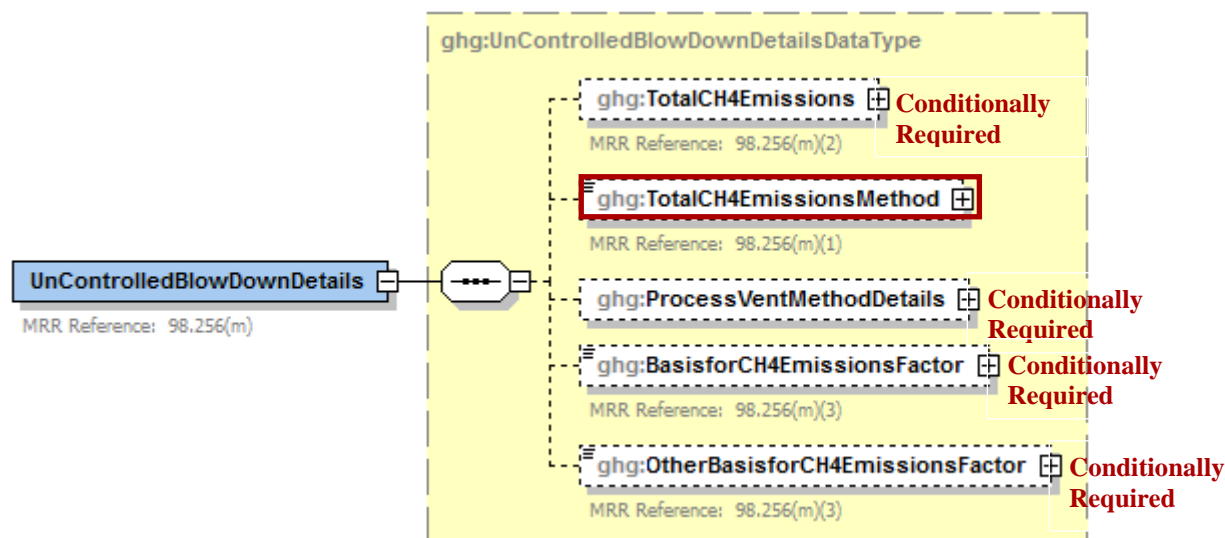 ghg:UnControlledBlowDownDetailsDataType
ghg:TotalCH4Emissions
Conditionally
Required
MRR Reference: 98.256(m)(2)
ghg:TotalCH4EmissionsMethod
MRR Reference: 98.256(m)(1)
UnControlledBlowDownDetails
MRR Reference: 98.256(m)
ghg:ProcessVentMethodDetails
Conditionally
Required
ghg:BasisforCH4EmissionsFactor
Conditionally
Required
MRR Reference: 98.256(m)(3)
ghg:OtherBasisforCH4EmissionsFactor
Conditionally
Required
MRR Reference: 98.256(m)(3)